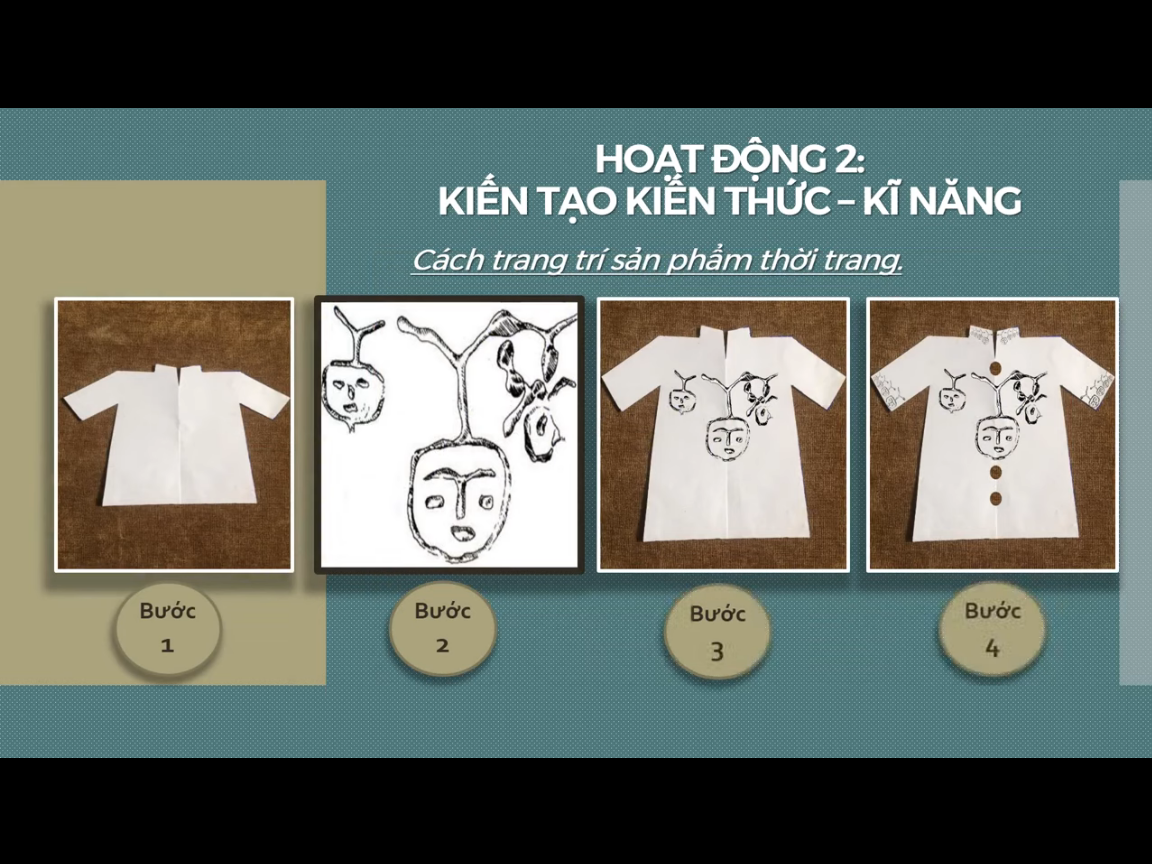 HOẠT ĐỘNG 2:
KIẾN TẠO KIẾN THỨC – KĨ NĂNG
Cách trang trí sản phẩm thời trang.
Bước
1
Bước
2
Bước
3
Bước
4